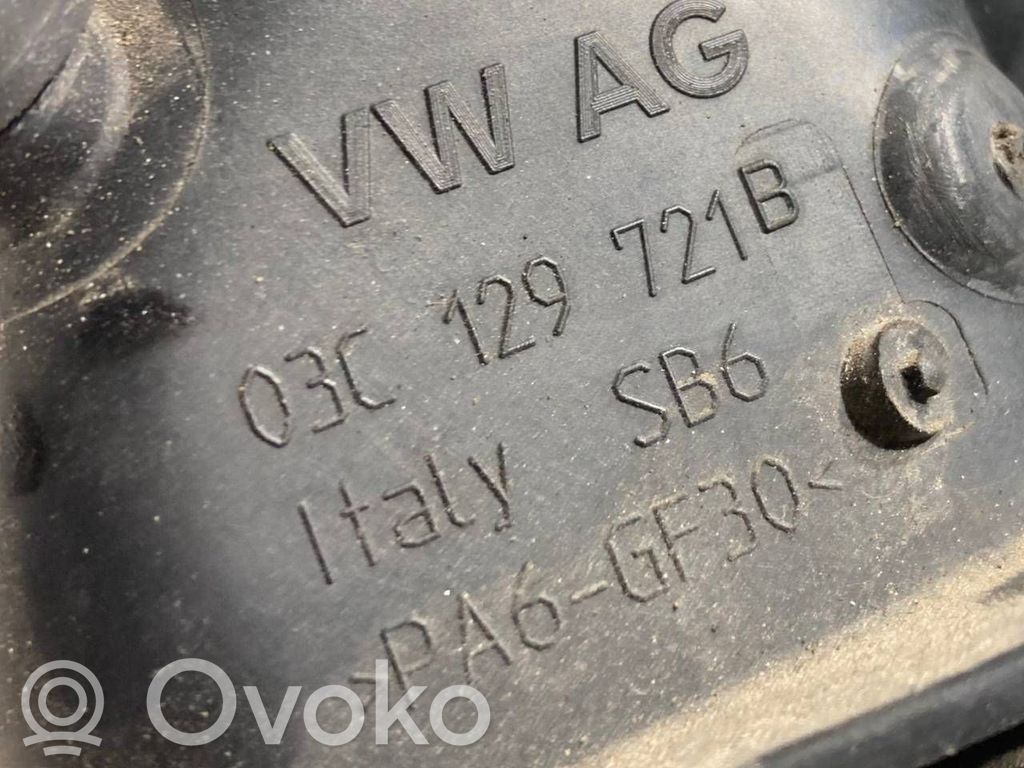 VW AG
03C 129 721B
Italy SB6
>PA6-GF30<
Ovoko